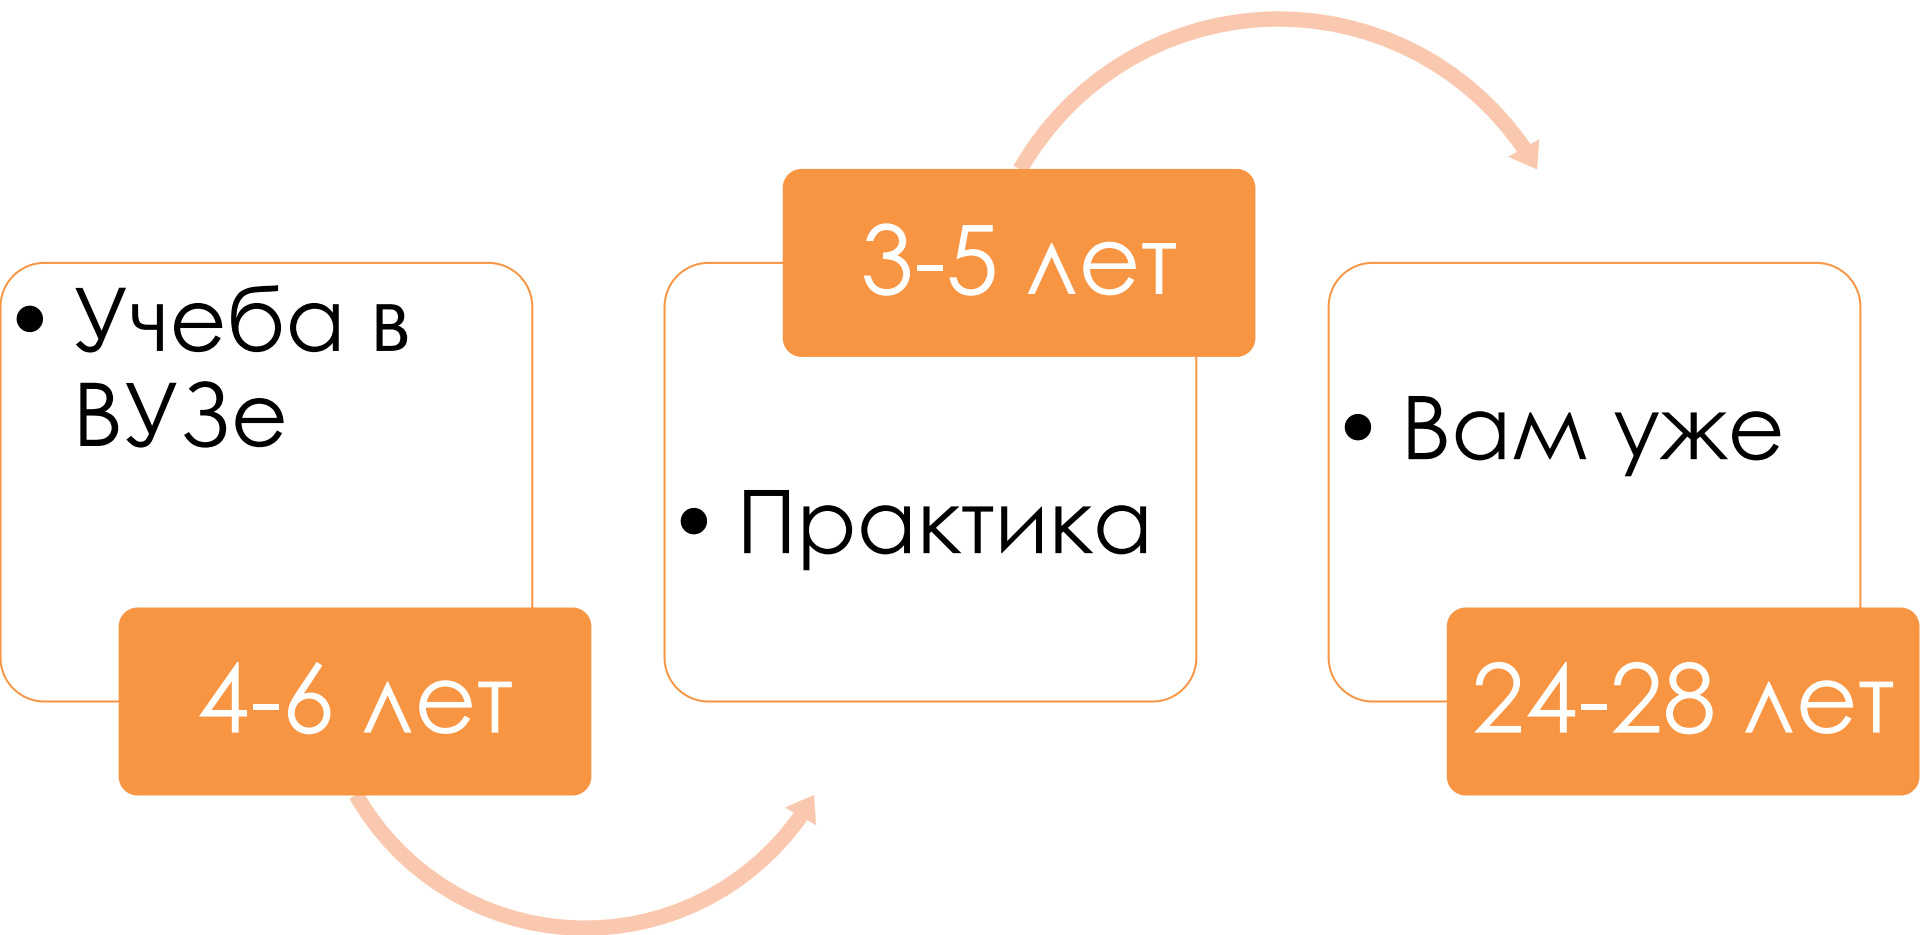 • Учеба в
ВУЗе
4-6 лет
3-5 лет
• Практика
• Вам уже
24-28 лет